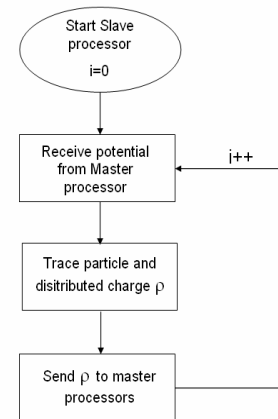 Start Slave
processor
i=0
Receive potential
from Master
processor
i++
Trace particle and
disitributed charge ρ
Send ρ to master
processors